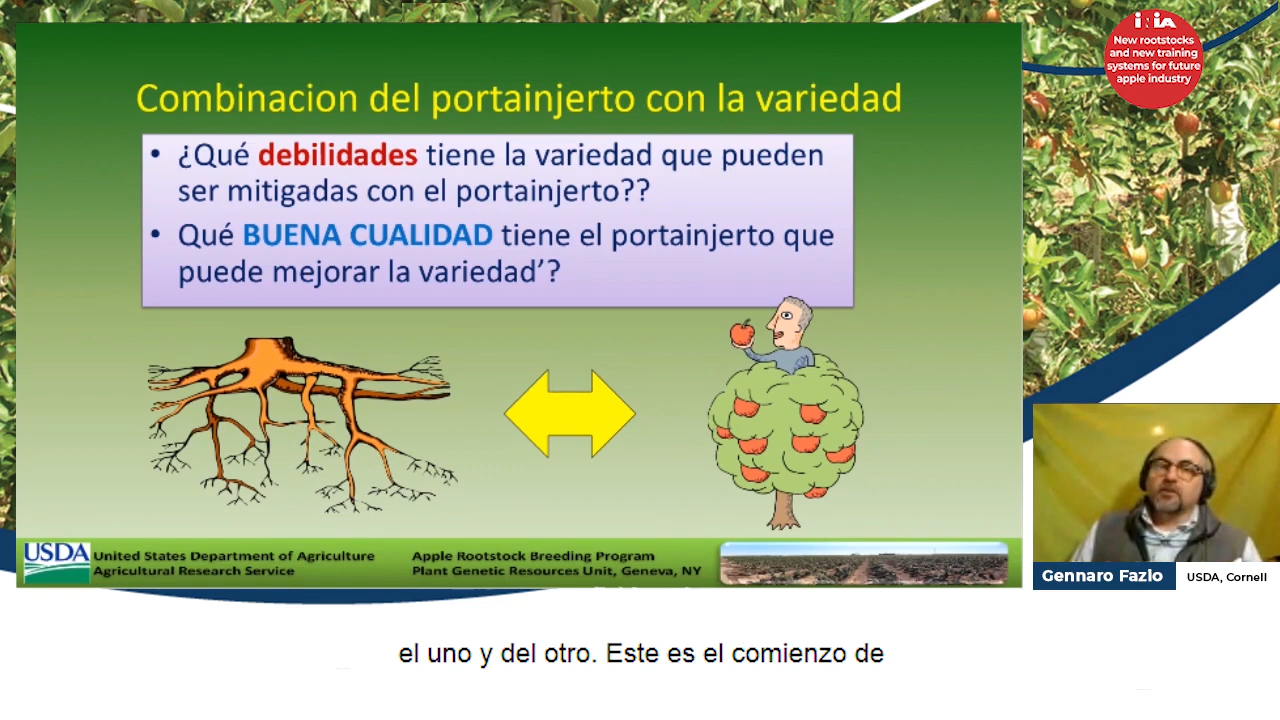 iNiA
New rootstocks
and new training
systems for future
apple industry
Combinacion del portainjerto con la variedad
• ¿Qué debilidades tiene la variedad que pueden
ser mitigadas con el portainjerto??
• Qué BUENA CUALIDAD tiene el portainjerto que
puede mejorar la variedad’?
USDA United States Department of Agriculture
Agricultural Research Service
Apple Rootstock Breeding Program
Plant Genetic Resources Unit, Geneva, NY
Gennaro Fazio
USDA, Cornell
el uno y del otro. Este es el comienzo de